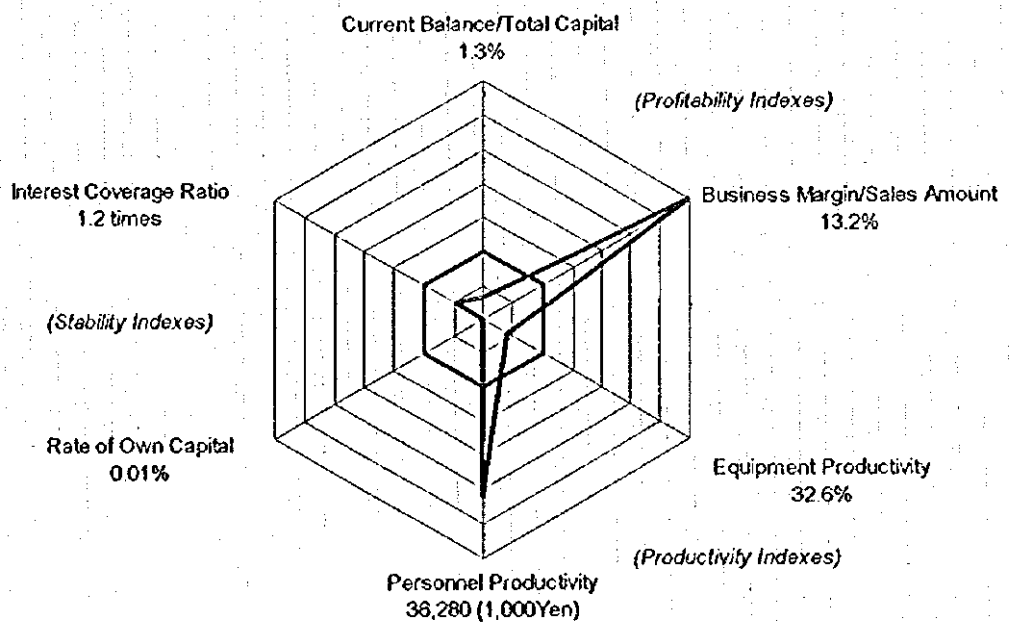 Current Balance/Total Capital
1.3%
(Profitability Indexes)
Interest Coverage Ratio
1.2 times
Business Margin/Sales Amount
13.2%
(Stability Indexes)
Rate of Own Capital
0.01%
Equipment Productivity
32.6%
(Productivity Indexes)
Personnel Productivity
36,280 (1,000Yen)